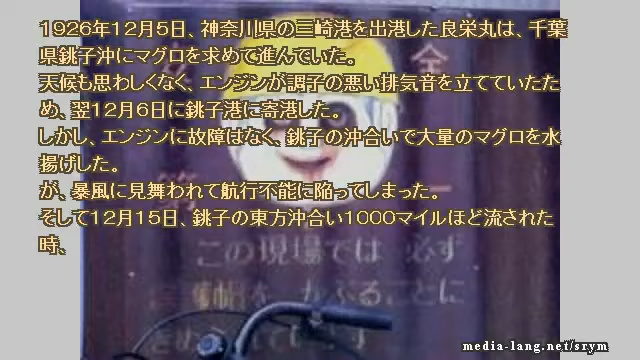 1926年12月5日、神奈川県の三崎港を出港した良栄丸は、千葉
県銚子沖にマグロを求めて進んでいた。
天候も思わしくなく、エンジンが調子の悪い排気音を立てていたた
め、翌12月6日に銚子港に寄港した。
しかし、エンジンに故障はなく、銚子の沖合いで大量のマグロを水
揚げした。
が、暴風に見舞われて航行不能に陥ってしまった。
そして12月15日、銚子の東方沖合い1000マイルほど流された
時、
安全
第一
この現場では 必ず
帽を かぶることに
media-lang.net/srym